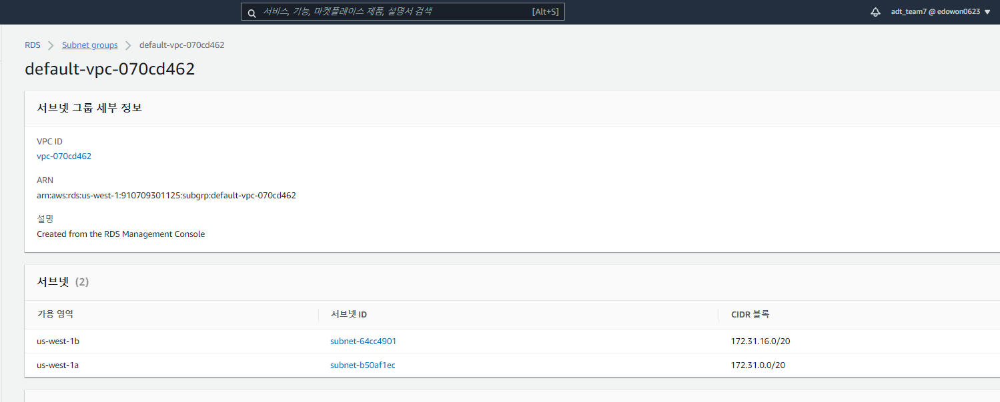 서비스, 기능, 마켓플레이스 제품, 설명서 검색 [Alt+S] adt_team7 @ edowon0623 ▼
RDS > Subnet groups > default-vpc-070cd462
default-vpc-070cd462
서브넷 그룹 세부 정보
VPC ID
vpc-070cd462
ARN
arn:aws:rds:us-west-1:910709301125:subgrp:default-vpc-070cd462
설명
Created from the RDS Management Console
서브넷 (2)
가용 영역 서브넷 ID CIDR 블록
us-west-1b subnet-64cc4901 172.31.16.0/20
us-west-1a subnet-b50af1ec 172.31.0.0/20